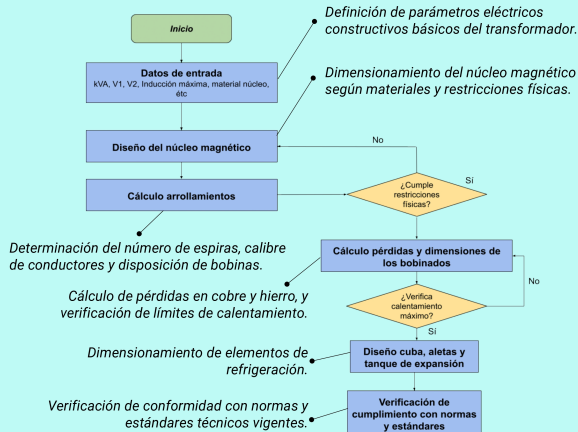 Inicio
Definición de parámetros eléctricos
constructivos básicos del transformador.
Datos de entrada
kVA, V1, V2, Inducción máxima, material núcleo,
étc
Dimensionamiento del núcleo magnético
según materiales y restricciones físicas.
Diseño del núcleo magnético
No
Cálculo arrollamientos
¿Cumple
restricciones
físicas?
Sí
Determinación del número de espiras, calibre
de conductores y disposición de bobinas.
Cálculo pérdidas y dimensiones de
los bobinados
No
Cálculo de pérdidas en cobre y hierro, y
verificación de límites de calentamiento.
¿Verifica
calentamiento
máximo?
Sí
Dimensionamiento de elementos de
refrigeración.
Diseño cuba, aletas y
tanque de expansión
Verificación de conformidad con normas y
estándares técnicos vigentes.
Verificación de
cumplimiento con normas
y estándares